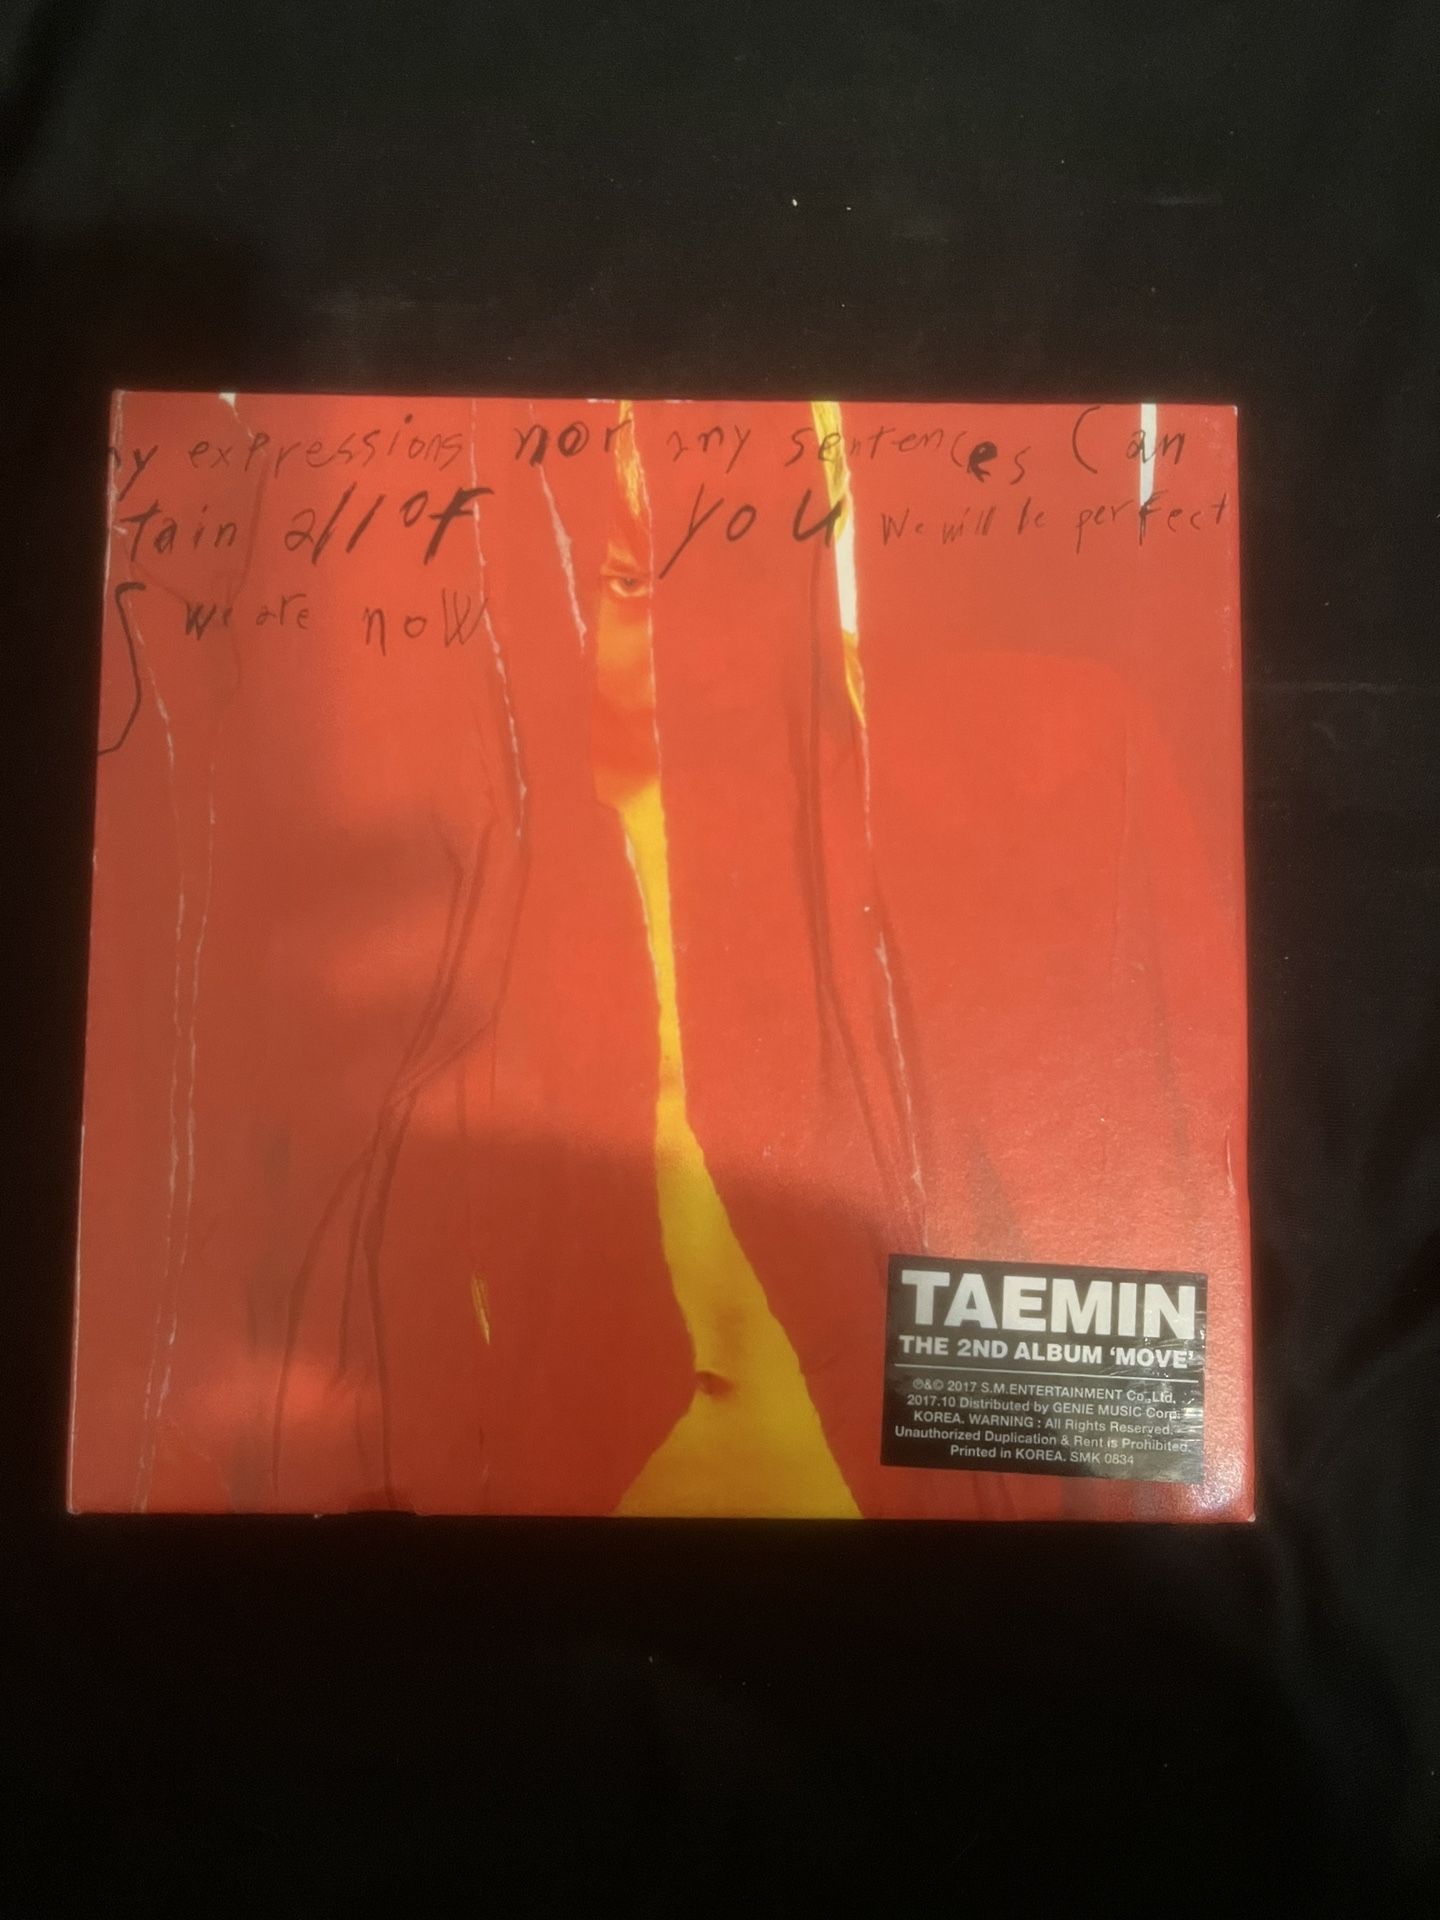 ny expressions nor any sentences Can
tain all of you We will be perfect
S we are now
TAEMIN
THE 2ND ALBUM 'MOVE'
℗&© 2017 S.M.ENTERTAINMENT Co.,Ltd.
2017.10 Distributed by GENIE MUSIC Corp.
KOREA. WARNING : All Rights Reserved.
Unauthorized Duplication & Rent is Prohibited.
Printed in KOREA. SMK 0834